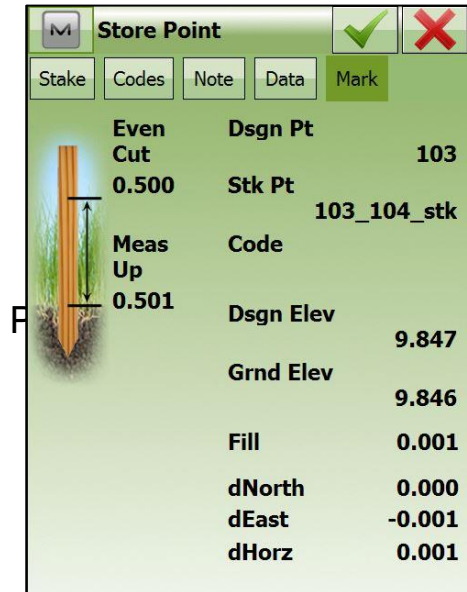 M Store Point
Stake Codes Note Data Mark
Even Cut
0.500
Meas Up
0.501
F
Dsgn Pt
103
Stk Pt
103_104_stk
Code
Dsgn Elev
9.847
Grnd Elev
9.846
Fill 0.001
dNorth 0.000
dEast -0.001
dHorz 0.001